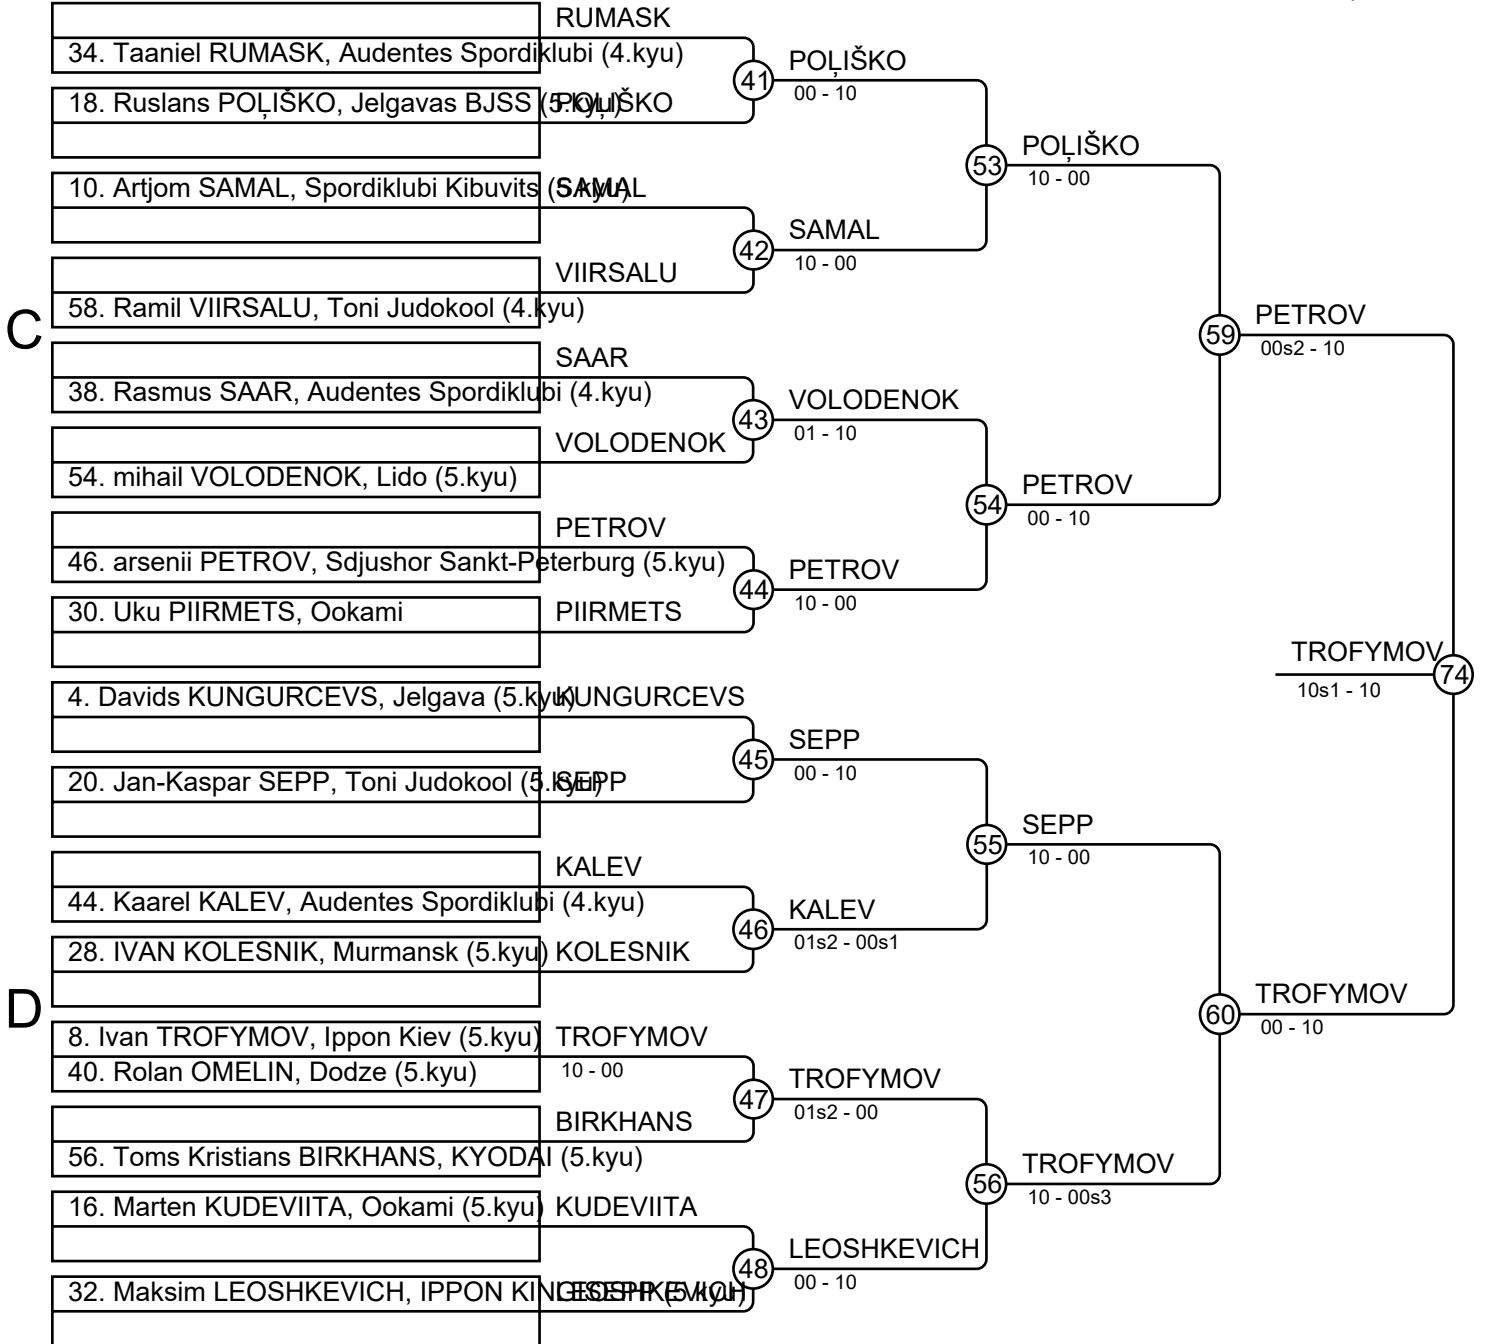 RUMASK
34. Taaniel RUMASK, Audentes Spordiklubi (4.kyu)
41
POĻIŠKO
00 - 10
18. Ruslans POĻIŠKO, Jelgavas BJSS (5.kyu)
POĻIŠKO
53
POĻIŠKO
10 - 00
10. Artjom SAMAL, Spordiklubi Kibuvits (5.kyu)
SAMAL
42
SAMAL
10 - 00
VIIRSALU
58. Ramil VIIRSALU, Toni Judokool (4.kyu)
C
59
PETROV
00s2 - 10
SAAR
38. Rasmus SAAR, Audentes Spordiklubi (4.kyu)
43
VOLODENOK
01 - 10
VOLODENOK
54. mihail VOLODENOK, Lido (5.kyu)
54
PETROV
00 - 10
PETROV
46. arsenii PETROV, Sdjushor Sankt-Peterburg (5.kyu)
44
PETROV
10 - 00
30. Uku PIIRMETS, Ookami
PIIRMETS
TROFYMOV
74
10s1 - 10
4. Davids KUNGURCEVS, Jelgava (5.kyu)
KUNGURCEVS
45
SEPP
00 - 10
20. Jan-Kaspar SEPP, Toni Judokool (5.kyu)
SEPP
55
SEPP
10 - 00
KALEV
44. Kaarel KALEV, Audentes Spordiklubi (4.kyu)
46
KALEV
01s2 - 00s1
28. IVAN KOLESNIK, Murmansk (5.kyu)
KOLESNIK
D
60
TROFYMOV
00 - 10
8. Ivan TROFYMOV, Ippon Kiev (5.kyu)
TROFYMOV
40. Rolan OMELIN, Dodze (5.kyu)
10 - 00
47
TROFYMOV
01s2 - 00
BIRKHANS
56. Toms Kristians BIRKHANS, KYODAI (5.kyu)
56
TROFYMOV
10 - 00s3
16. Marten KUDEVIITA, Ookami (5.kyu)
KUDEVIITA
48
LEOSHKEVICH
00 - 10
32. Maksim LEOSHKEVICH, IPPON KINGISEPP (5.kyu)
LEOSHKEVICH